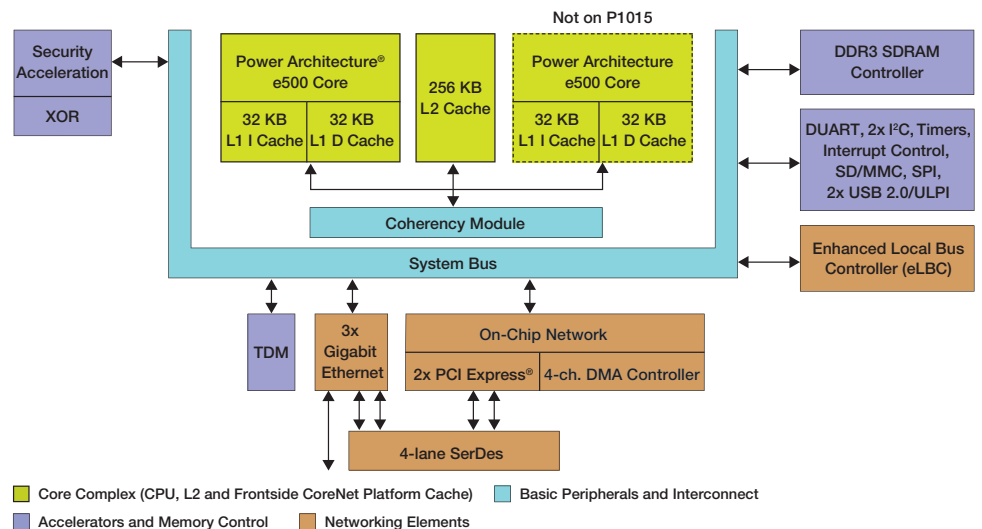 Not on P1015
Security
Acceleration
XOR
Power Architecture®
e500 Core
32 KB
L1 I Cache
32 KB
L1 D Cache
256 KB
L2 Cache
Power Architecture
e500 Core
32 KB
L1 I Cache
32 KB
L1 D Cache
DDR3 SDRAM
Controller
DUART, 2x I²C, Timers,
Interrupt Control,
SD/MMC, SPI,
2x USB 2.0/ULPI
Coherency Module
System Bus
Enhanced Local Bus
Controller (eLBC)
TDM
3x
Gigabit
Ethernet
On-Chip Network
2x PCI Express®
4-ch. DMA Controller
4-lane SerDes
Core Complex (CPU, L2 and Frontside CoreNet Platform Cache)
Basic Peripherals and Interconnect
Accelerators and Memory Control
Networking Elements